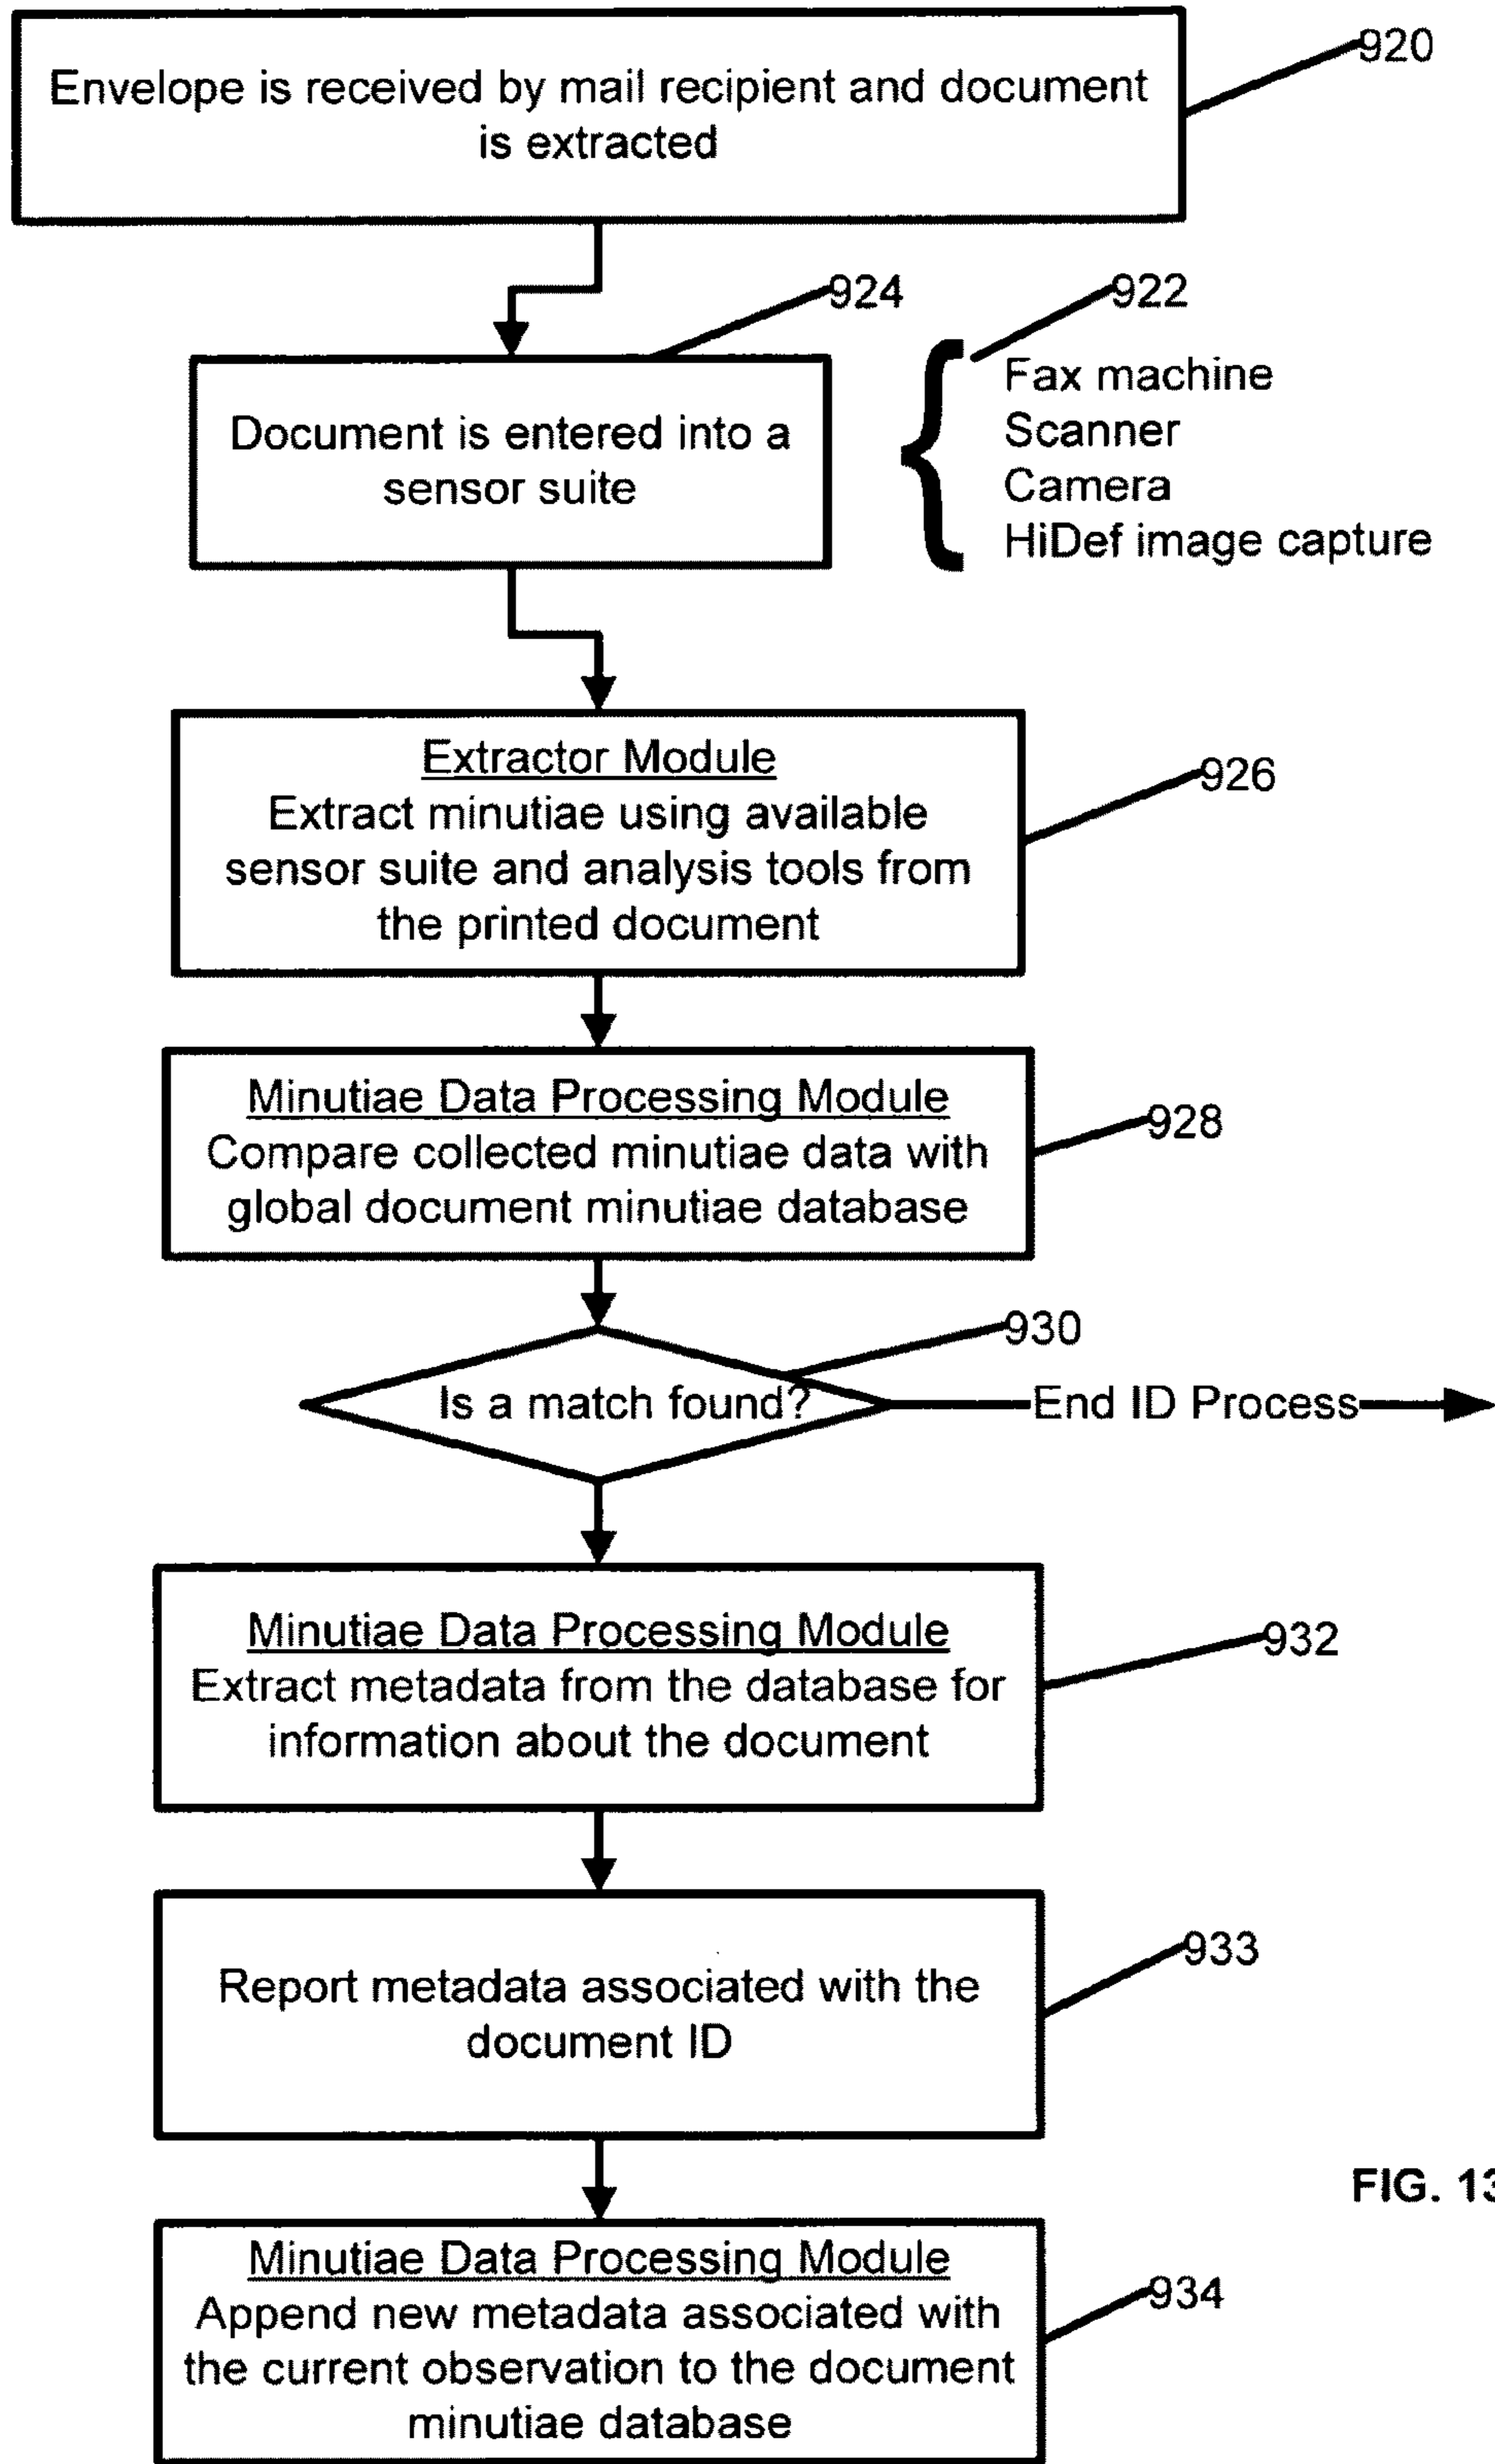 Envelope is received by mail recipient and document
is extracted
920
924
922
Document is entered into a
sensor suite
Fax machine
Scanner
Camera
HiDef image capture
Extractor Module
Extract minutiae using available
sensor suite and analysis tools from
the printed document
926
Minutiae Data Processing Module
Compare collected minutiae data with
global document minutiae database
928
930
Is a match found?
End ID Process
Minutiae Data Processing Module
Extract metadata from the database for
information about the document
932
Report metadata associated with the
document ID
933
FIG. 13
Minutiae Data Processing Module
Append new metadata associated with
the current observation to the document
minutiae database
934